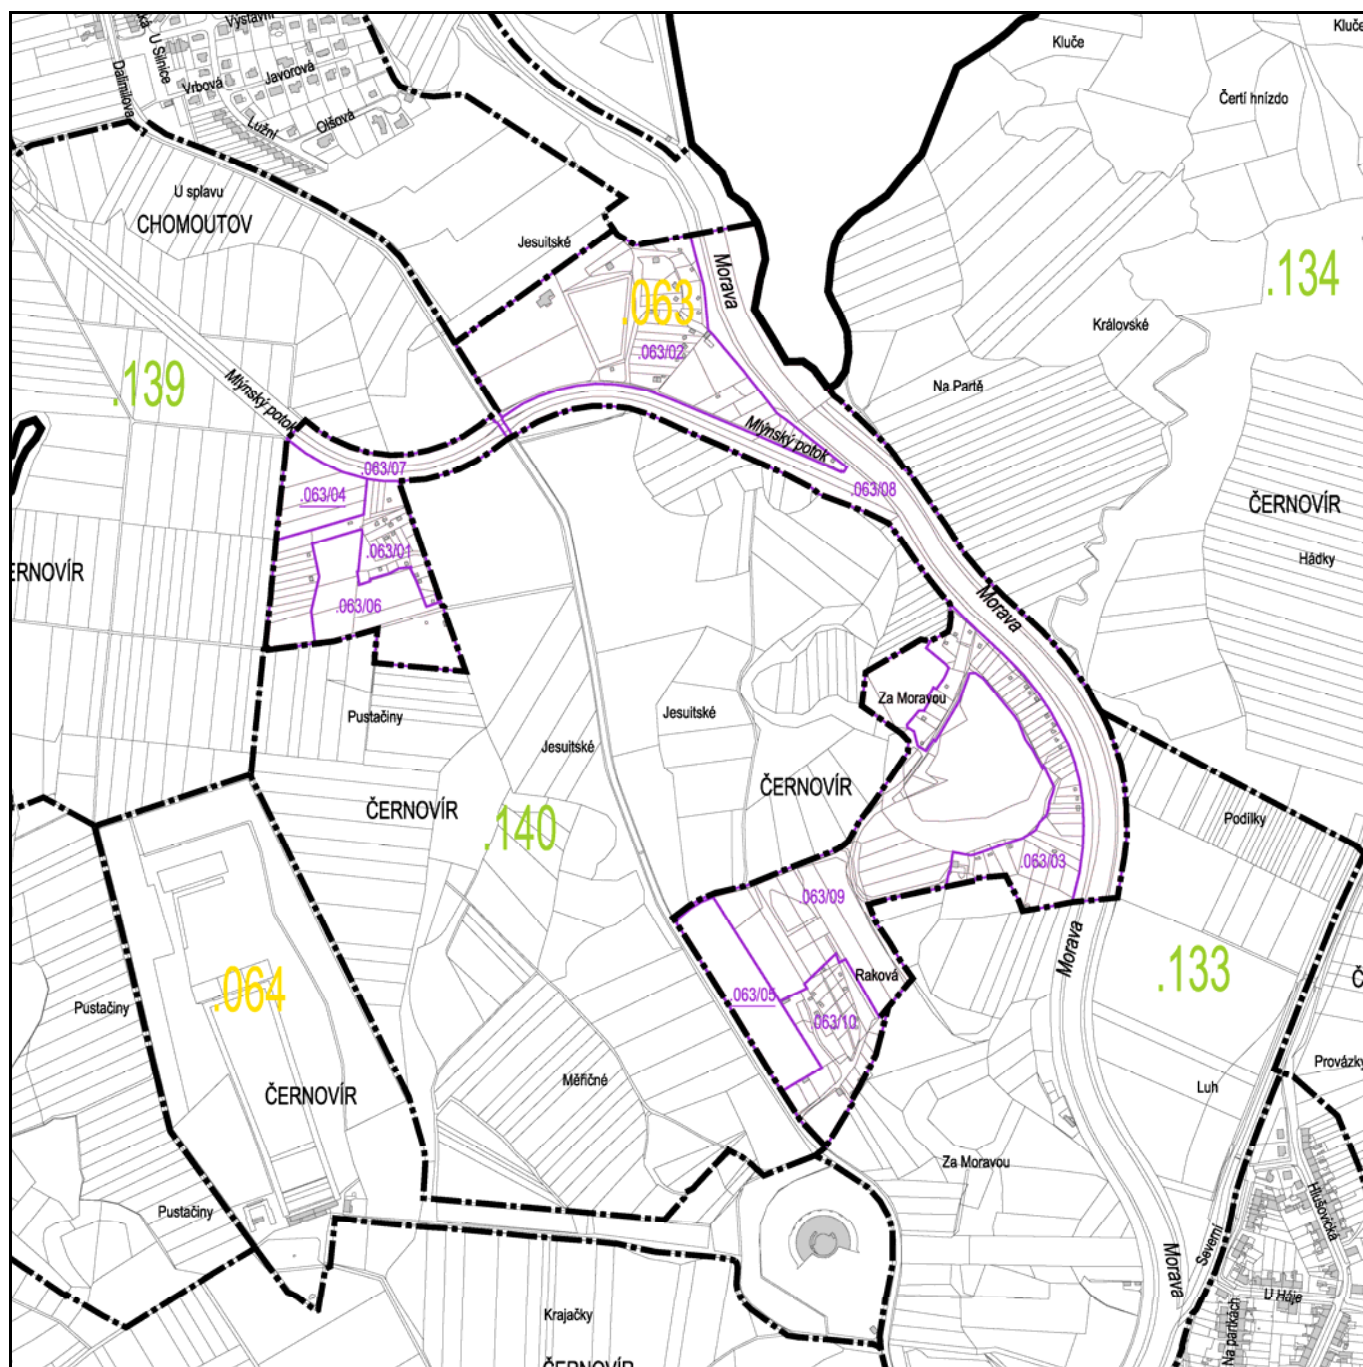 Výstavní
U Silnice
Dalimilova
Vrbová
Javorová
Lužní
Olšová
Kluče
Čertí hnízdo
U splavu
CHOMOUTOV
Jesuitské
Morava
.134
.063
Královské
.063/02
.139
Mlýnský potok
Na Partě
Mlýnský potok
.063/07
.063/08
.063/04
ČERNOVÍR
.063/01
Hádky
.063/06
Morava
Za Moravou
Pustačiny
Jesuitské
Jesuitské
ČERNOVÍR
ČERNOVÍR
.140
Podílky
.063/03
.063/09
Morava
.133
Raková
.064
.063/05
.063/10
Pustačiny
Měřičné
Provázky
ČERNOVÍR
Luh
Za Moravou
Hlušovická
Pustačiny
Severní
Morava
U Háje
Krajačky
Na partkách
ČERNOVÍR